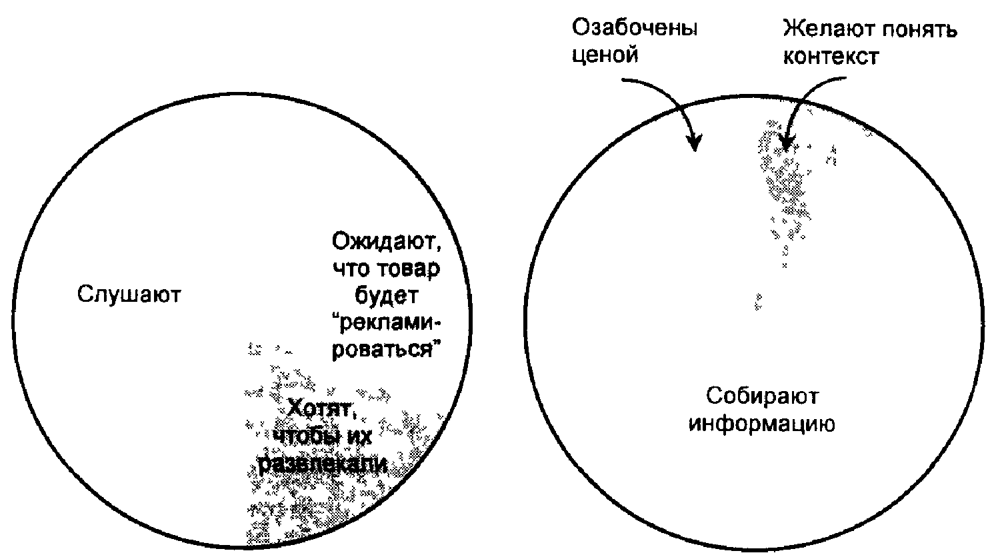 Озабочены
ценой
Желают понять
контекст
Слушают
Ожидают,
что товар
будет
“реклами-
роваться”
Хотят,
чтобы их
развлекали
Собирают
информацию